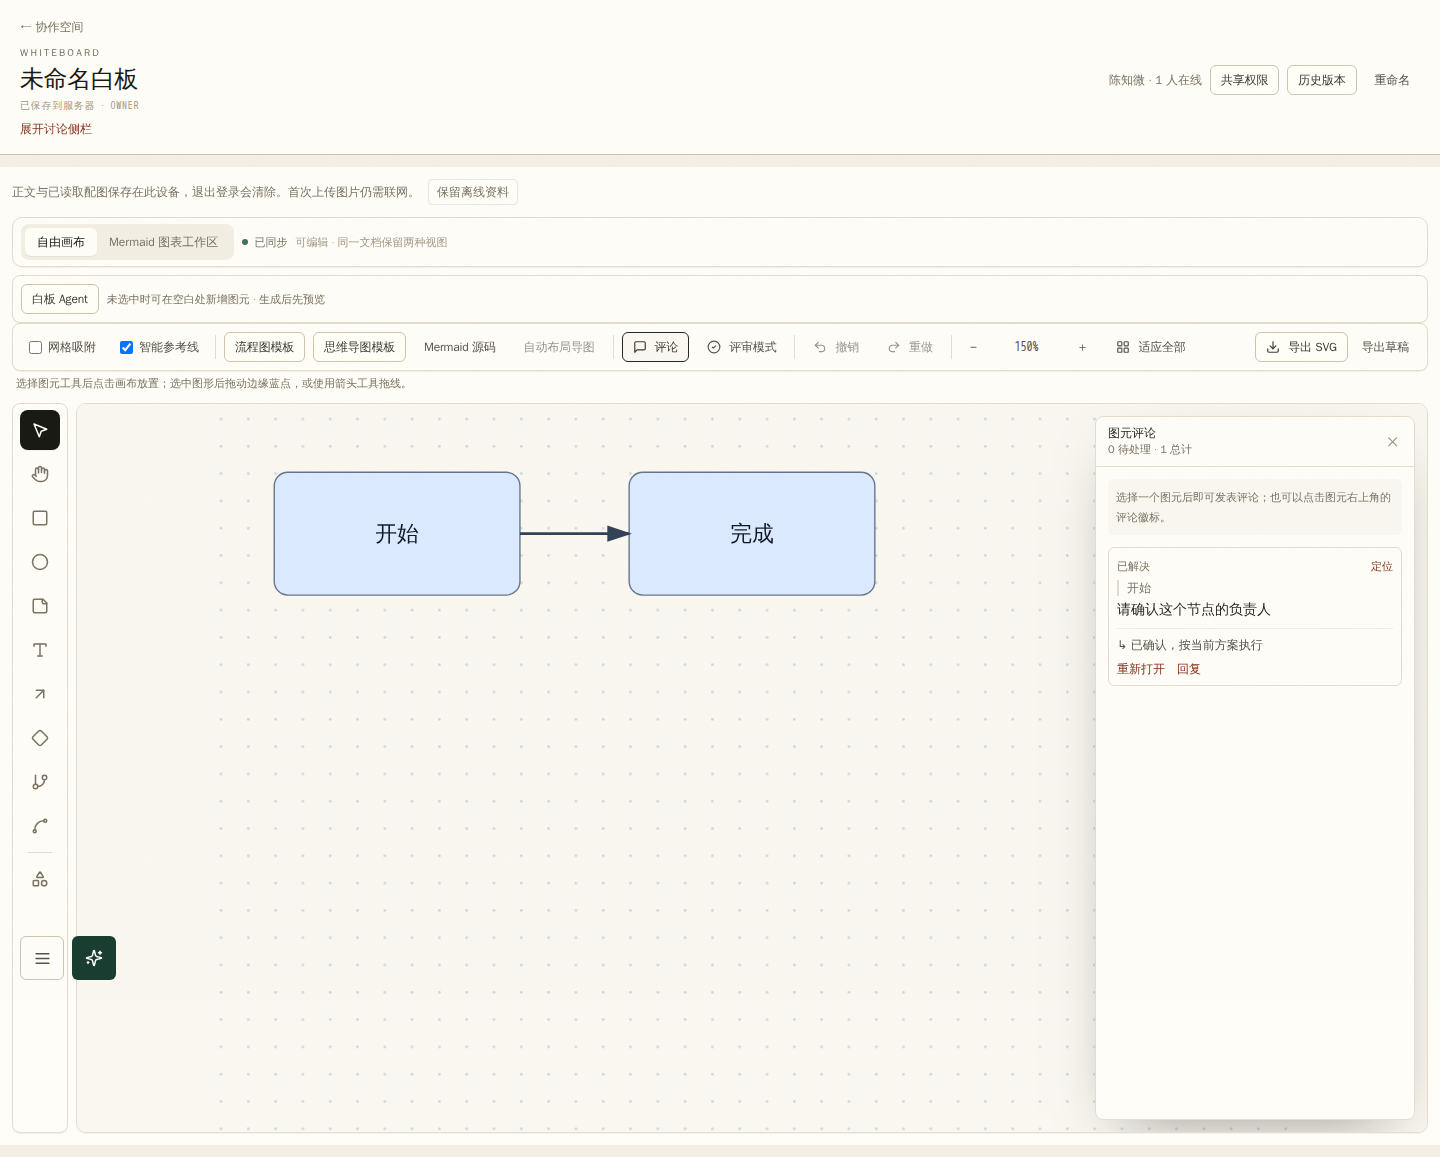 ← 协作空间
WHITEBOARD
未命名白板
已保存到服务器 · OWNER
展开讨论侧栏
陈知微 · 1 人在线
共享权限
历史版本
重命名
正文与已读取配图保存在此设备，退出登录会清除。首次上传图片仍需联网。
保留离线资料
自由画布
Mermaid 图表工作区
已同步
可编辑 · 同一文档保留两种视图
白板 Agent
未选中时可在空白处新增图元 · 生成后先预览
网格吸附
智能参考线
流程图模板
思维导图模板
Mermaid 源码
自动布局导图
评论
评审模式
撤销
重做
−
150%
+
适应全部
导出 SVG
导出草稿
选择图元工具后点击画布放置；选中图形后拖动边缘蓝点，或使用箭头工具拖线。
开始
完成
图元评论
0 待处理 · 1 总计
选择一个图元后即可发表评论；也可以点击图元右上角的
评论徽标。
已解决
定位
开始
请确认这个节点的负责人
↳ 已确认，按当前方案执行
重新打开
回复